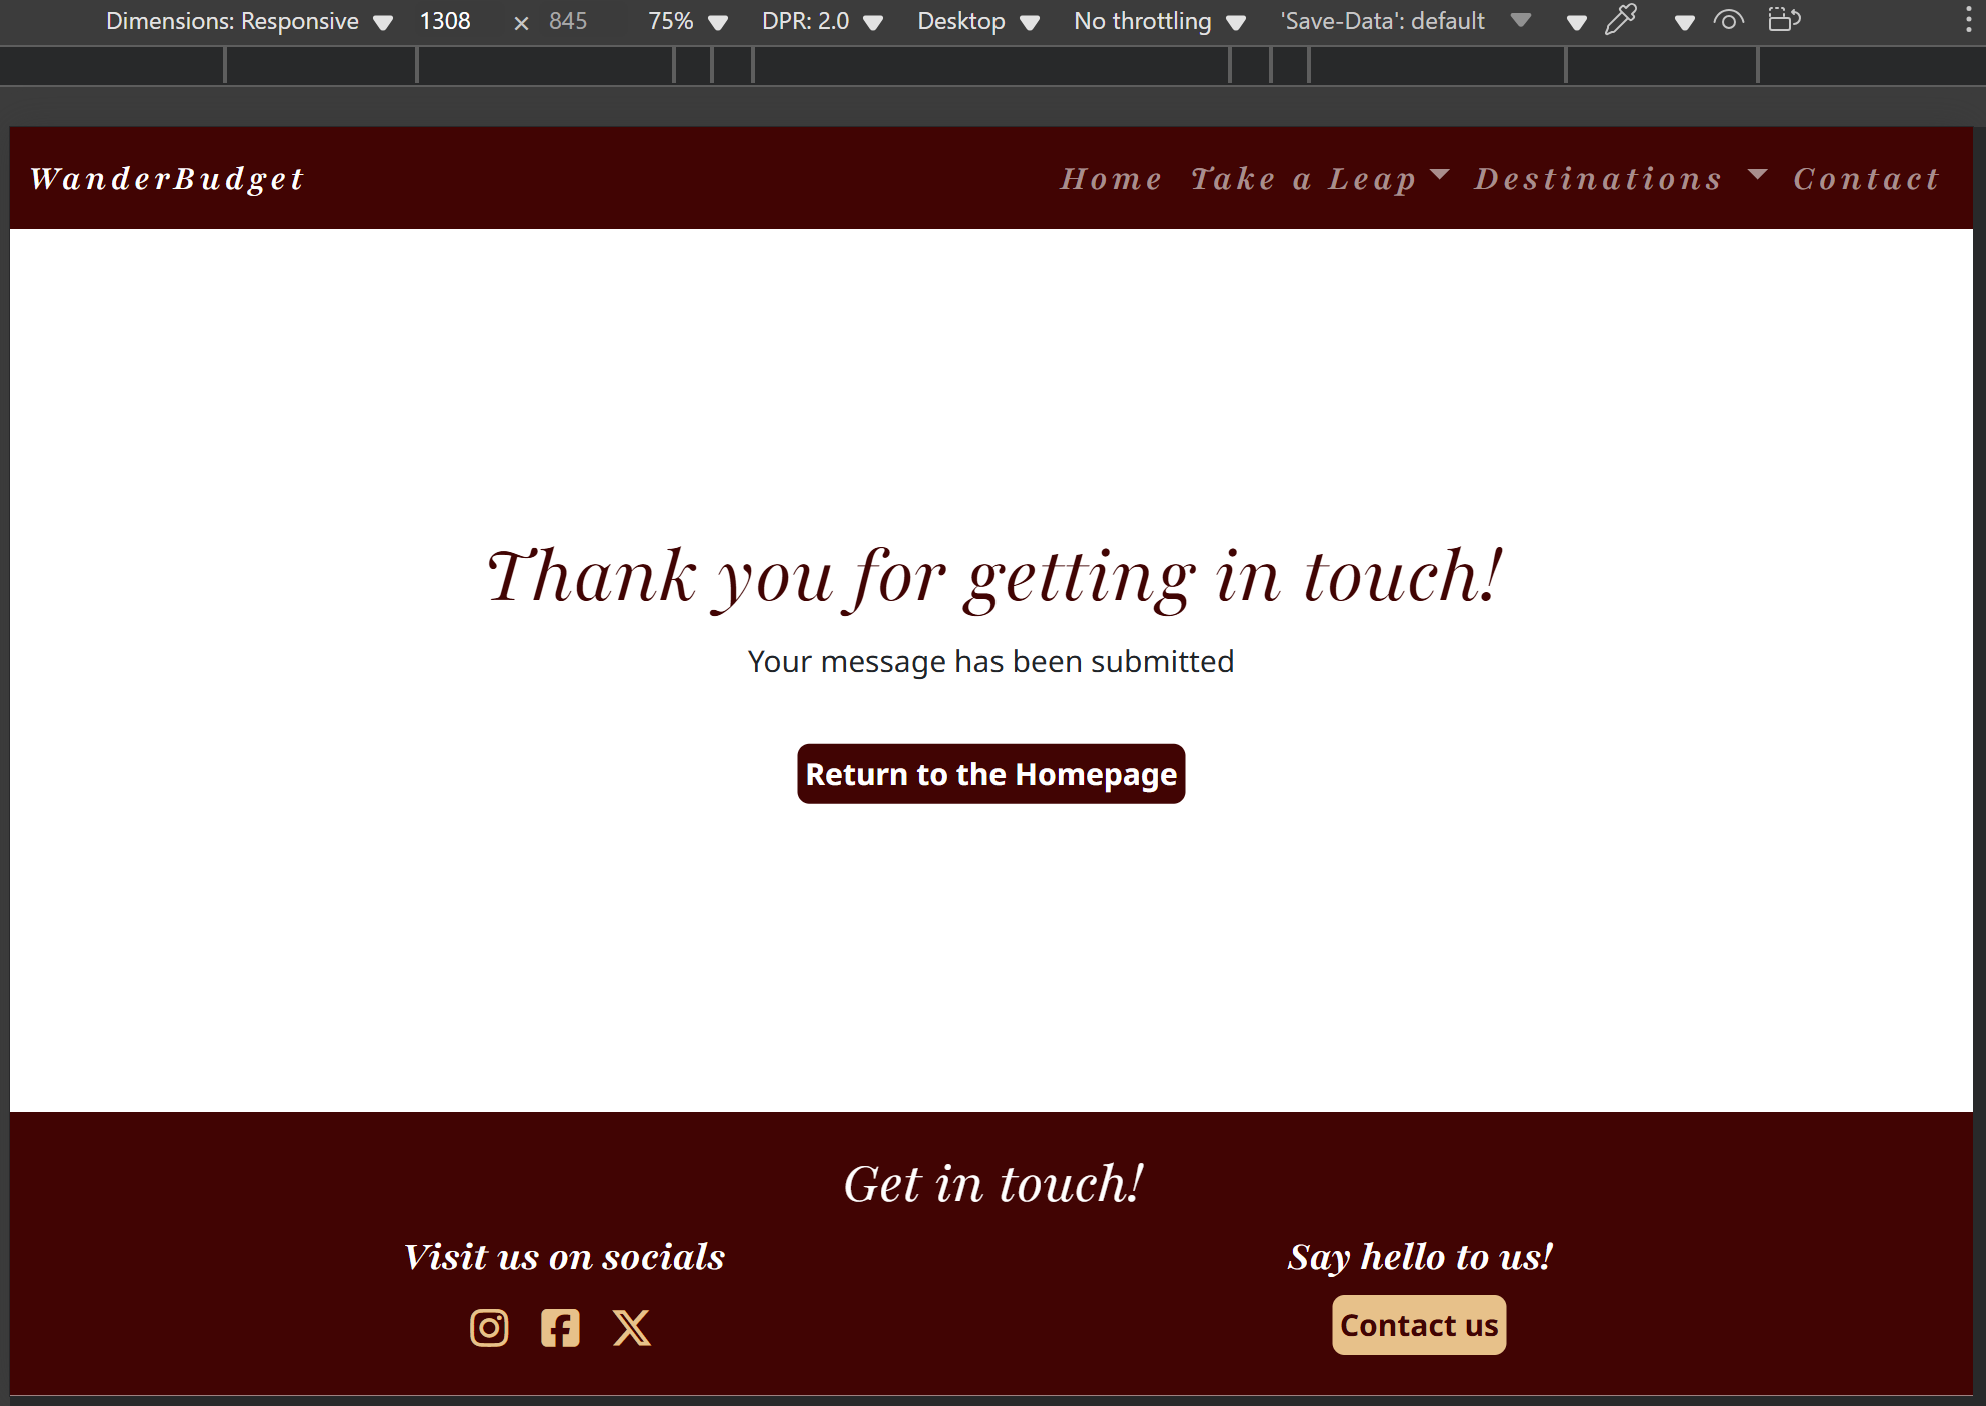 Dimensions: Responsive 1308 × 845 75% DPR: 2.0 Desktop No throttling 'Save-Data': default
WanderBudget Home Take a Leap Destinations Contact
Thank you for getting in touch!
Your message has been submitted
Return to the Homepage
Get in touch!
Visit us on socials Say hello to us!
Contact us